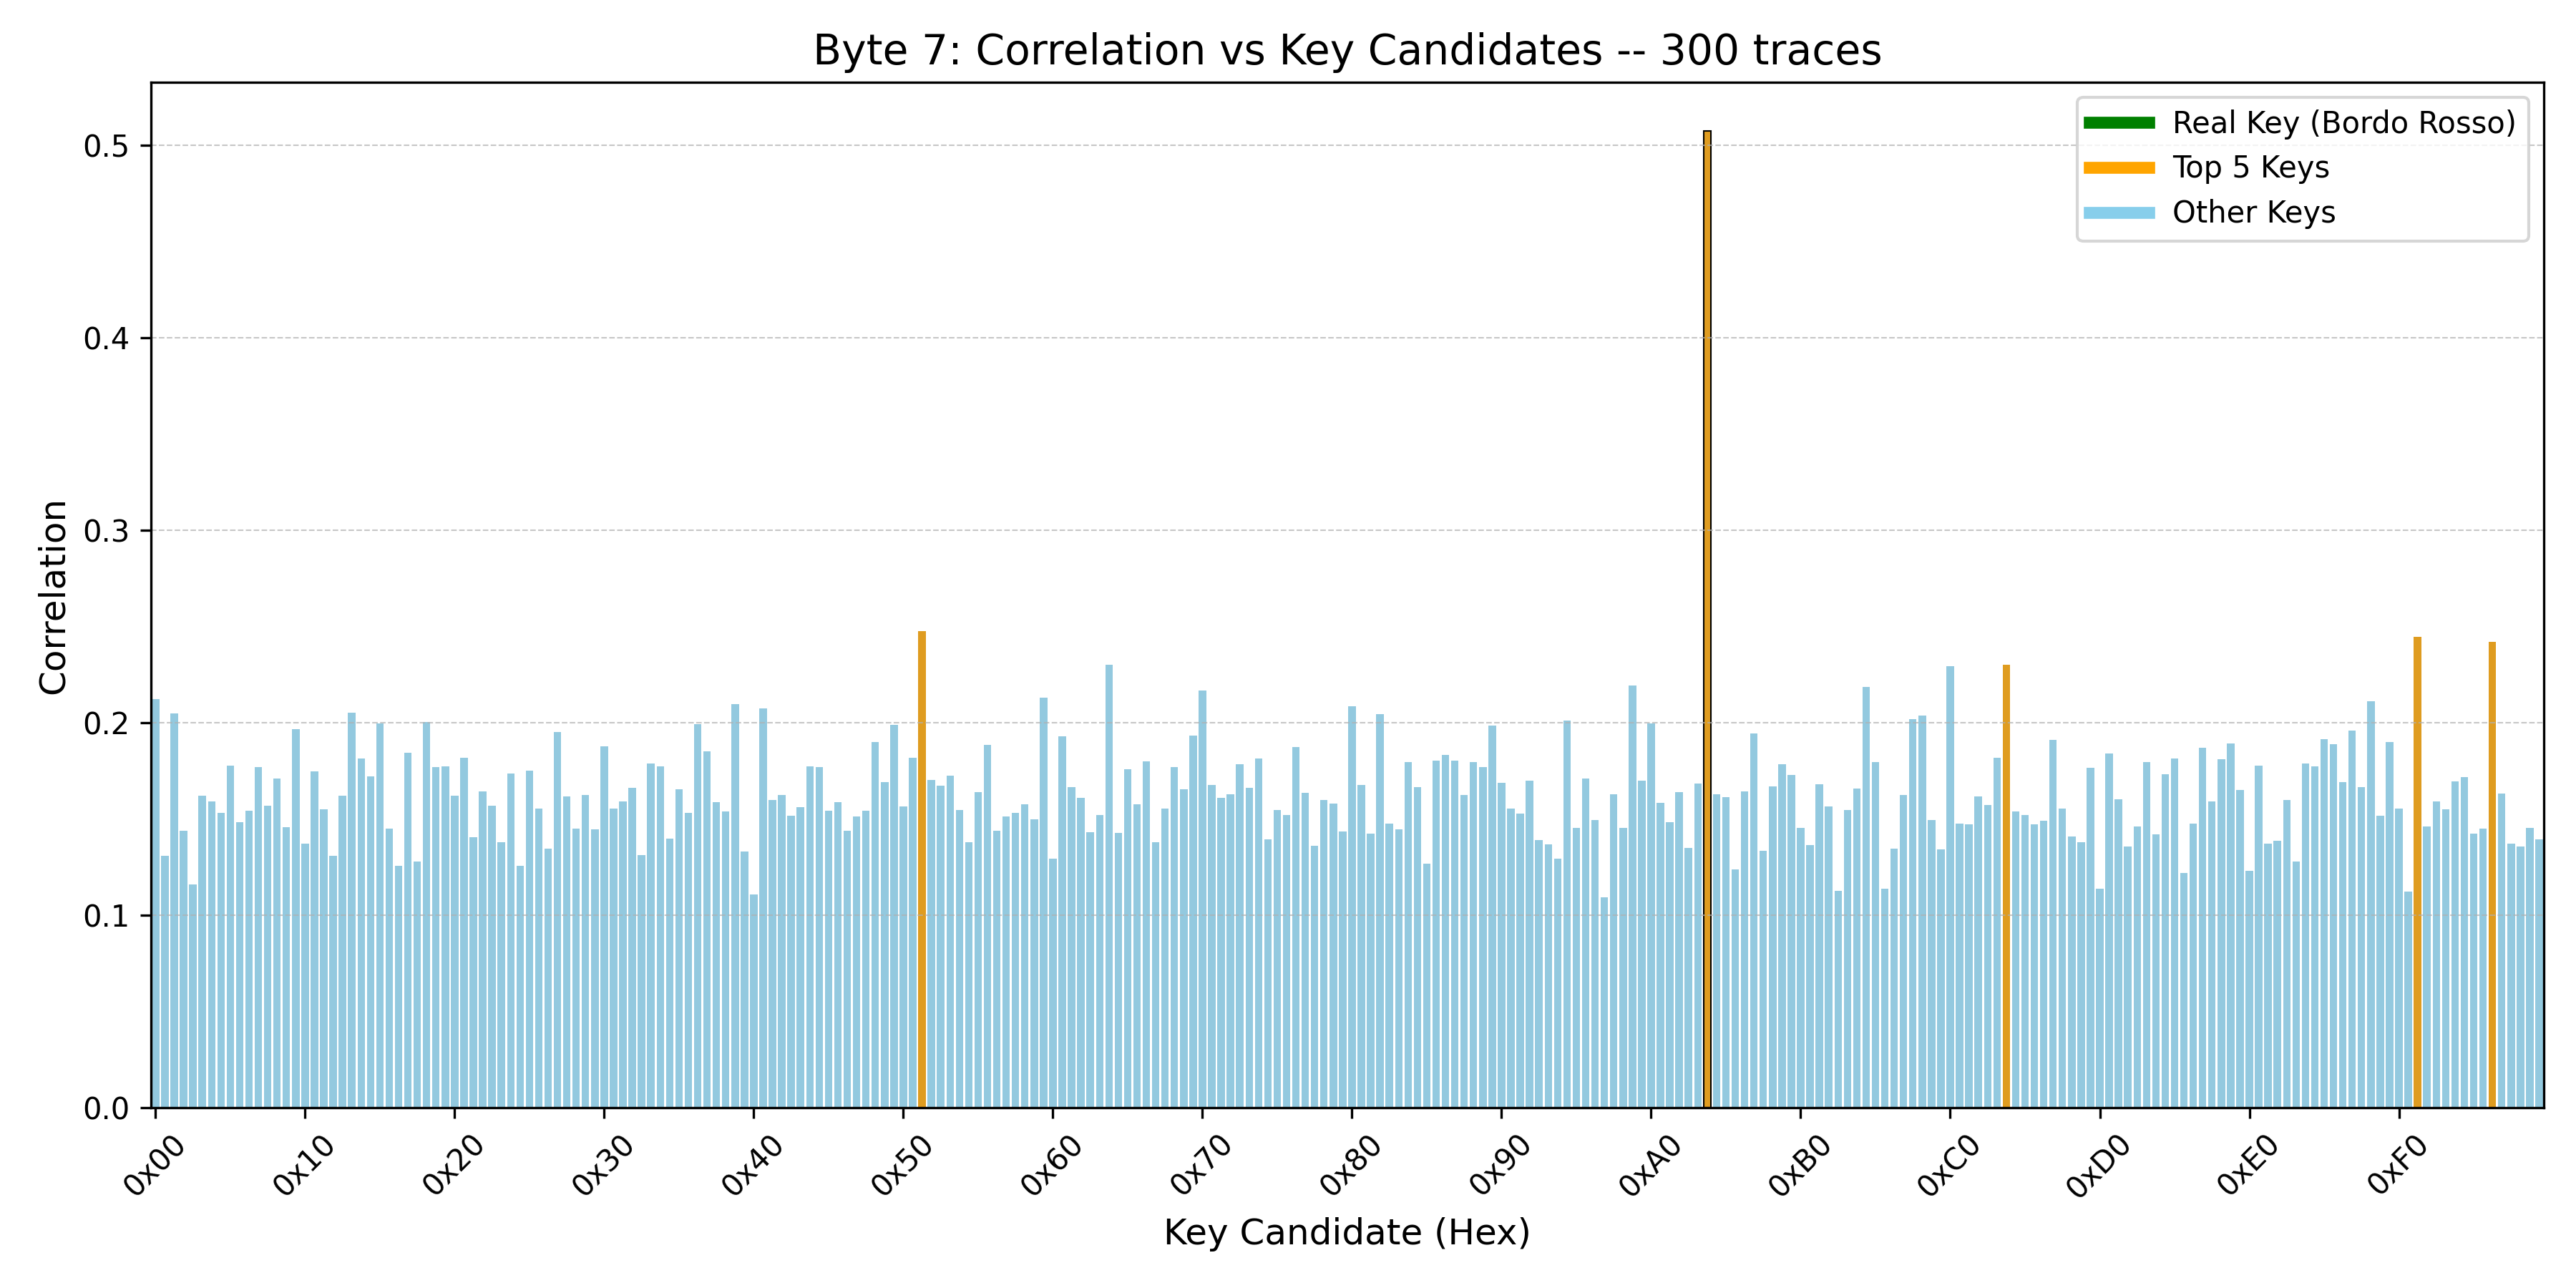 Byte 7: Correlation vs Key Candidates -- 300 traces
Real Key (Bordo Rosso)
Top 5 Keys
Other Keys
Correlation
0.5
0.4
0.3
0.2
0.1
0.0
0x00 0x10 0x20 0x30 0x40 0x50 0x60 0x70 0x80 0x90 0xA0 0xB0 0xC0 0xD0 0xE0 0xF0
Key Candidate (Hex)